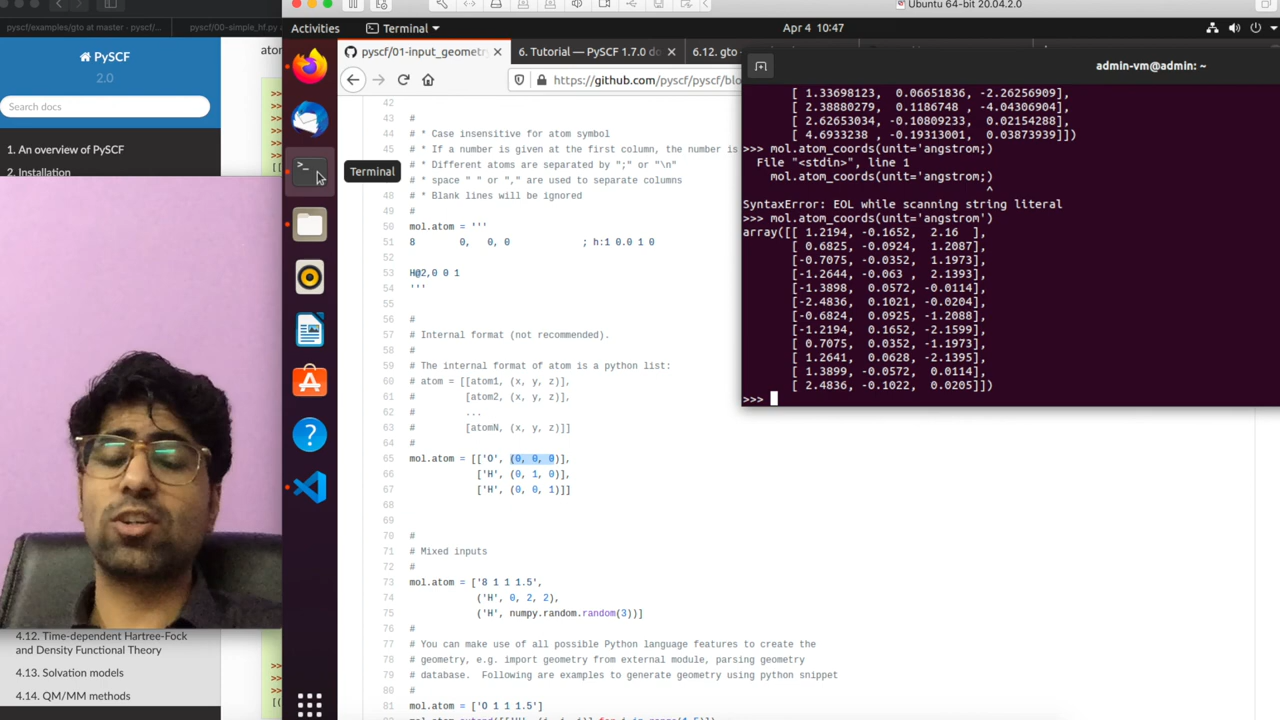 pyscf/examples/gto at master · pyscf/...
pyscf/00-simple_hf.py
PySCF
2.0
Search docs
1. An overview of PySCF
2. Installation
atom
>>
4.12. Time-dependent Hartree-Fock
and Density Functional Theory
4.13. Solvation models
4.14. QM/MM methods
Ubuntu 64-bit 20.04.2.0
Activities
Terminal
Apr 4 10:47
pyscf/01-input_geometry
6. Tutorial — PySCF 1.7.0 do
6.12. gto
https://github.com/pyscf/pyscf/blo
Terminal
42
43 #
44 # * Case insensitive for atom symbol
45 # * If a number is given at the first column, the number is
# * Different atoms are separated by ";" or "\n"
# * space " " or "," are used to separate columns
48 # * Blank lines will be ignored
49 #
50 mol.atom = '''
51 8 0, 0, 0 ; h:1 0.0 1 0
52
53 H@2,0 0 1
54 '''
55
56 #
57 # Internal format (not recommended).
58 #
59 # The internal format of atom is a python list:
60 # atom = [[atom1, (x, y, z)],
61 # [atom2, (x, y, z)],
62 # ...
63 # [atomN, (x, y, z)]]
64 #
65 mol.atom = [['O', (0, 0, 0)],
66 ['H', (0, 1, 0)],
67 ['H', (0, 0, 1)]]
68
69
70 #
71 # Mixed inputs
72 #
73 mol.atom = ['8 1 1 1.5',
74 ('H', 0, 2, 2),
75 ('H', numpy.random.random(3))]
76 #
77 # You can make use of all possible Python language features to create the
78 # geometry, e.g. import geometry from external module, parsing geometry
79 # database. Following are examples to generate geometry using python snippet
80 #
81 mol.atom = ['O 1 1 1.5']
admin-vm@admin: ~
[ 1.33698123, 0.06651836, -2.26256909],
[ 2.38880279, 0.1186748 , -4.04306904],
[ 2.62653034, -0.10809233, 0.02154288],
[ 4.6933238 , -0.19313001, 0.03873939]])
>>> mol.atom_coords(unit='angstrom;)
File "<stdin>", line 1
mol.atom_coords(unit='angstrom;)
^
SyntaxError: EOL while scanning string literal
>>> mol.atom_coords(unit='angstrom')
array([[ 1.2194, -0.1652, 2.16 ],
[ 0.6825, -0.0924, 1.2087],
[-0.7075, -0.0352, 1.1973],
[-1.2644, -0.063 , 2.1393],
[-1.3898, 0.0572, -0.0114],
[-2.4836, 0.1021, -0.0204],
[-0.6824, 0.0925, -1.2088],
[-1.2194, 0.1652, -2.1599],
[ 0.7075, 0.0352, -1.1973],
[ 1.2641, 0.0628, -2.1395],
[ 1.3899, -0.0572, 0.0114],
[ 2.4836, -0.1022, 0.0205]])
>>>